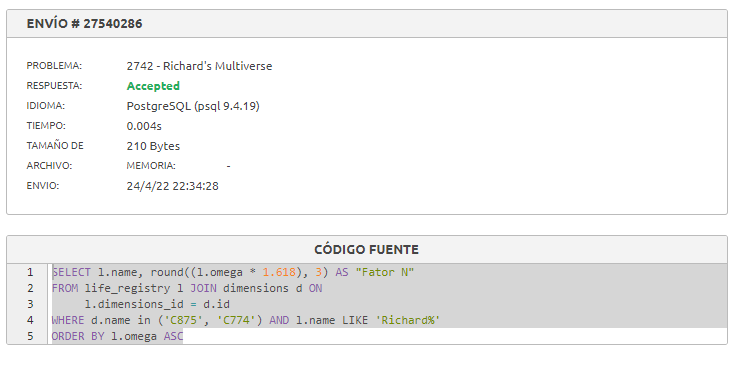 ENVÍO # 27540286
PROBLEMA: 2742 - Richard's Multiverse
RESPUESTA: Accepted
IDIOMA: PostgreSQL (psql 9.4.19)
TIEMPO: 0.004s
TAMAÑO DE 210 Bytes
ARCHIVO: MEMORIA: -
ENVIO: 24/4/22 22:34:28
CÓDIGO FUENTE
1 SELECT l.name, round((l.omega * 1.618), 3) AS "Fator N"
2 FROM life_registry l JOIN dimensions d ON
3 l.dimensions_id = d.id
4 WHERE d.name in ('C875', 'C774') AND l.name LIKE 'Richard%'
5 ORDER BY l.omega ASC